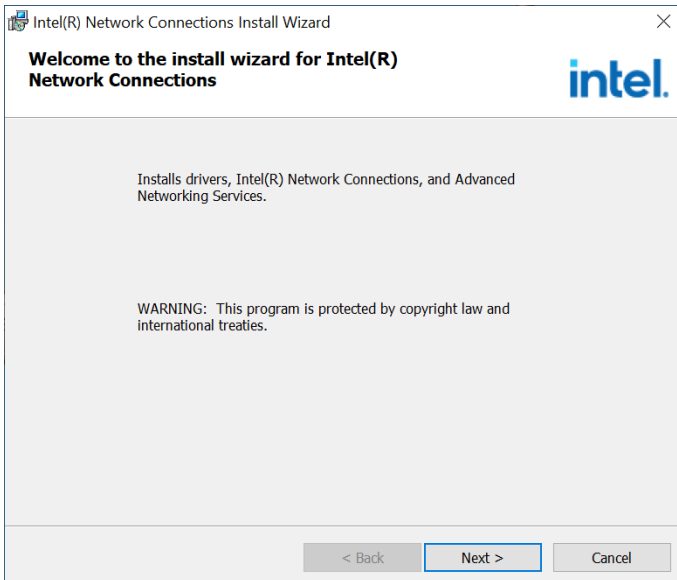 Intel(R) Network Connections Install Wizard
Welcome to the install wizard for Intel(R)
Network Connections
intel.
Installs drivers, Intel(R) Network Connections, and Advanced
Networking Services.
WARNING:  This program is protected by copyright law and
international treaties.
< Back
Next >
Cancel